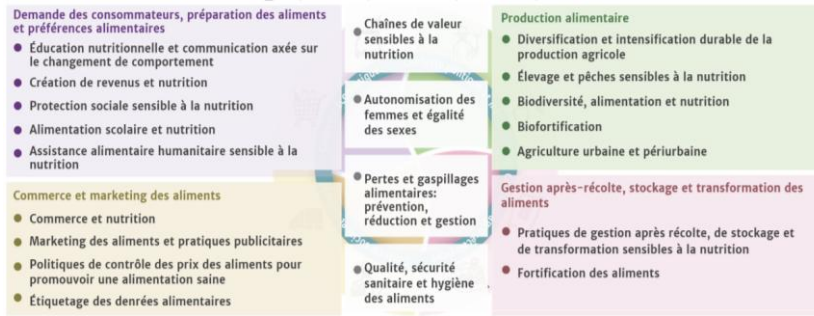 Demande des consommateurs, préparation des aliments
et préférences alimentaires
Éducation nutritionnelle et communication axée sur
le changement de comportement
Création de revenus et nutrition
Protection sociale sensible à la nutrition
Alimentation scolaire et nutrition
Assistance alimentaire humanitaire sensible à la
nutrition
Commerce et marketing des aliments
Commerce et nutrition
Marketing des aliments et pratiques publicitaires
Politiques de contrôle des prix des aliments pour
promouvoir une alimentation saine
Étiquetage des denrées alimentaires
Chaînes de valeur
sensibles à la
nutrition
Autonomisation des
femmes et égalité
des sexes
Pertes et gaspillages
alimentaires:
prévention,
réduction et gestion
Qualité, sécurité
sanitaire et hygiène
des aliments
Production alimentaire
Diversification et intensification durable de la
production agricole
Élevage et pêches sensibles à la nutrition
Biodiversité, alimentation et nutrition
Biofortification
Agriculture urbaine et périurbaine
Gestion après-récolte, stockage et transformation des
aliments
Pratiques de gestion après récolte, de stockage et
de transformation sensibles à la nutrition
Fortification des aliments